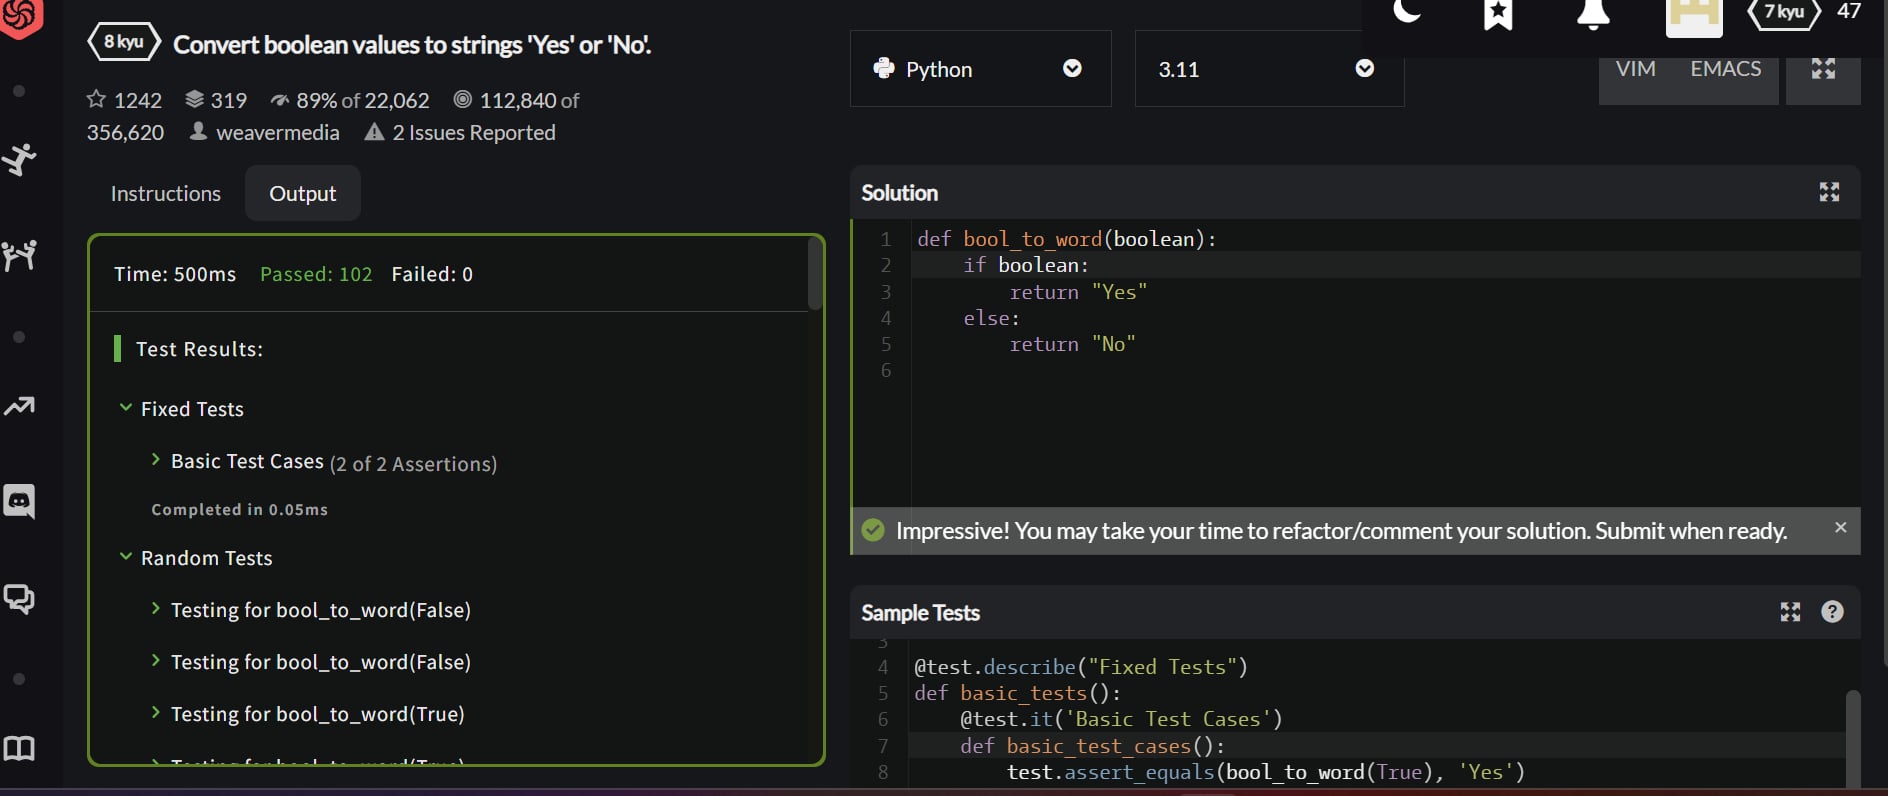 8 kyu Convert boolean values to strings 'Yes' or 'No'.
1242 319 89% of 22,062 112,840 of
356,620 weavermedia 2 Issues Reported
Instructions Output
Time: 500ms Passed: 102 Failed: 0
Test Results:
Fixed Tests
Basic Test Cases (2 of 2 Assertions)
Completed in 0.05ms
Random Tests
Testing for bool_to_word(False)
Testing for bool_to_word(False)
Testing for bool_to_word(True)
Testing for bool_to_word(True)
7 kyu 47
Python 3.11 VIM EMACS
Solution
1 def bool_to_word(boolean):
2     if boolean:
3         return "Yes"
4     else:
5         return "No"
6
Impressive! You may take your time to refactor/comment your solution. Submit when ready. ×
Sample Tests ?
3
4 @test.describe("Fixed Tests")
5 def basic_tests():
6     @test.it('Basic Test Cases')
7     def basic_test_cases():
8         test.assert_equals(bool_to_word(True), 'Yes')